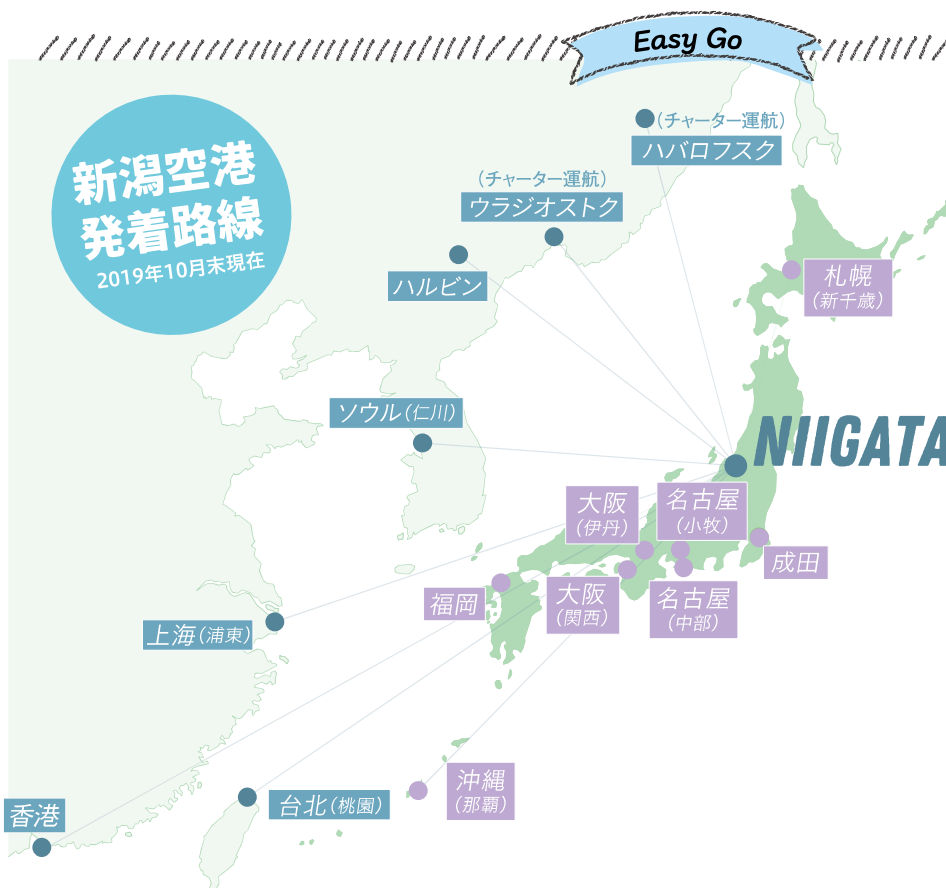 Easy Go
新潟空港
発着路線
2019年10月末現在
(チャーター運航)
ハバロフスク
(チャーター運航)
ウラジオストク
ハルビン
札幌
(新千歳)
ソウル(仁川)
NIIGATA
大阪
(伊丹)
名古屋
(小牧)
成田
福岡
大阪
(関西)
名古屋
(中部)
上海(浦東)
沖縄
(那覇)
台北(桃園)
香港